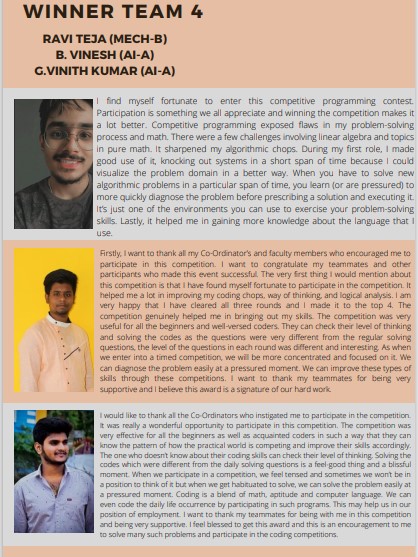 WINNER TEAM 4
RAVI TEJA (MECH-B)
B. VINESH (AI-A)
G.VINITH KUMAR (AI-A)
I find myself fortunate to enter this competitive programming contest.
Participation is something we all appreciate and winning the competition makes it
a lot better. Competitive programming exposed flaws in my problem-solving
process and math. There were a few challenges involving linear algebra and topics
in pure math. It sharpened my algorithmic chops. During my first role, I made
good use of it, knocking out systems in a short span of time because I could
visualize the problem domain in a better way. When you have to solve new
algorithmic problems in a particular span of time, you learn (or are pressured) to
more quickly diagnose the problem before prescribing a solution and executing it.
It's just one of the environments you can use to exercise your problem-solving
skills. Lastly, it helped me in gaining more knowledge about the language that I
use.
Firstly, I want to thank all my Co-Ordinator's and faculty members who encouraged me to
participate in this competition. I want to congratulate my teammates and other
participants who made this event successful. The very first thing I would mention about
this competition is that I have found myself fortunate to participate in the competition. It
helped me a lot in improving my coding chops, way of thinking, and logical analysis. I am
very happy that I have cleared all three rounds and I made it to the top 4. The
competition genuinely helped me in bringing out my skills. The competition was very
useful for all the beginners and well-versed coders. They can check their level of thinking
and solving the codes as the questions were very different from the regular solving
questions, the level of the questions in each round was different and interesting. As when
we enter into a timed competition, we will be more concentrated and focused on it. We
can diagnose the problem easily at a pressured moment. We can improve these types of
skills through these competitions. I want to thank my teammates for being very
supportive and I believe this award is a signature of our hard work.
I would like to thank all the Co-Ordinators who instigated me to participate in the competition.
It was really a wonderful opportunity to participate in this competition. The competition was
very effective for all the beginners as well as acquainted coders in such a way that they can
know the pattern of how the practical world is competing and improve their skills accordingly.
The one who doesn't know about their coding skills can check their level of thinking. Solving the
codes which were different from the daily solving questions is a feel-good thing and a blissful
moment. When we participate in a competition, we feel tensed and sometimes we won't be in
a position to think of it but when we get habituated to solve, we can solve the problem easily at
a pressured moment. Coding is a blend of math, aptitude and computer language. We can
even code the daily life occurrence by participating in such programs. This may help us in our
position of employment. I want to thank my teammates for being with me in this competition
and being very supportive. I feel blessed to get this award and this is an encouragement to me
to solve many such problems and participate in the coding competitions.